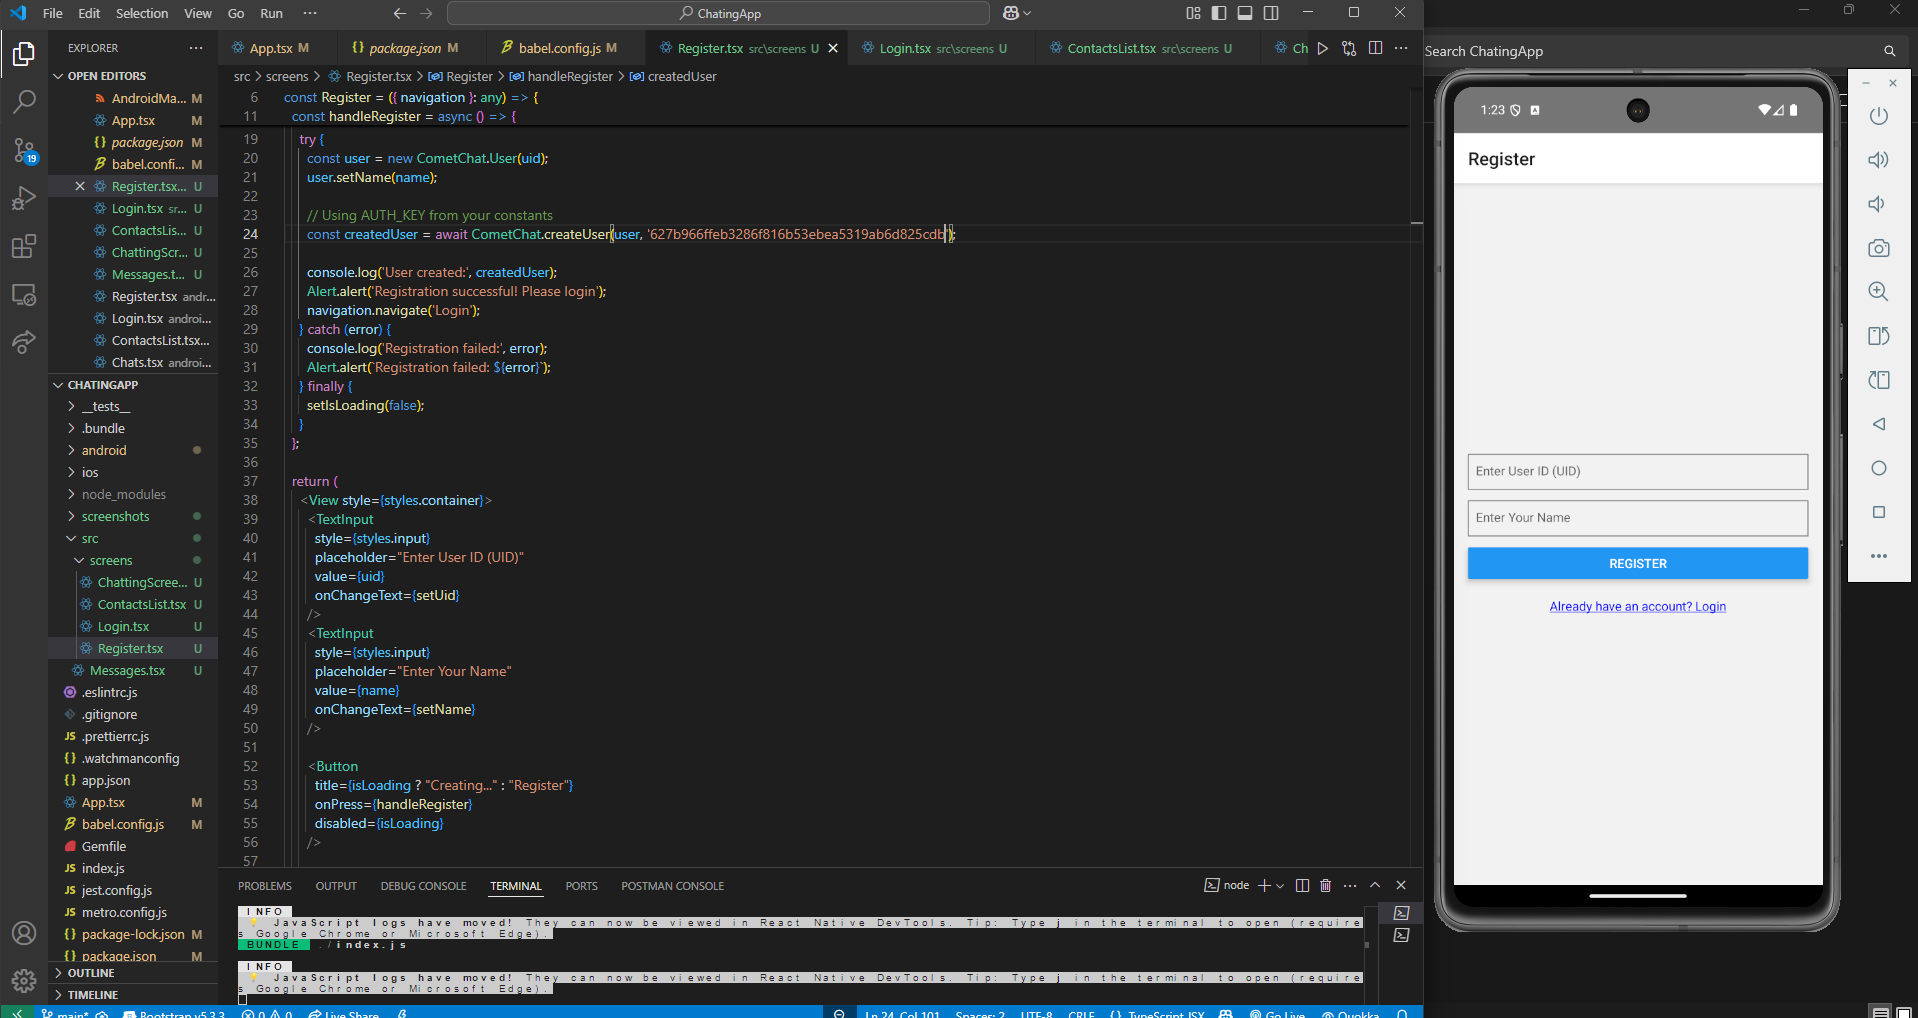 File Edit Selection View Go Run ··· ChatingApp
EXPLORER
OPEN EDITORS
AndroidMa... M
App.tsx M
package.json M
babel.confi... M
Register.tsx... U
Login.tsx sr... U
ContactsLis... U
ChattingScr... U
Messages.t... U
Register.tsx andr...
Login.tsx androi...
ContactsList.tsx...
Chats.tsx androi...
CHATINGAPP
__tests__
.bundle
android
ios
node_modules
screenshots
src
screens
ChattingScree... U
ContactsList.tsx U
Login.tsx U
Register.tsx U
Messages.tsx U
.eslintrc.js
.gitignore
.prettierrc.js
.watchmanconfig
app.json
App.tsx M
babel.config.js M
Gemfile
index.js
jest.config.js
metro.config.js
package-lock.json M
package.json M
OUTLINE
TIMELINE
19
App.tsx M package.json M babel.config.js M Register.tsx src\screens U Login.tsx src\screens U ContactsList.tsx src\screens U Ch
src > screens > Register.tsx > Register > handleRegister > createdUser
6 const Register = ({ navigation }: any) => {
11 const handleRegister = async () => {
19 try {
20 const user = new CometChat.User(uid);
21 user.setName(name);
22
23 // Using AUTH_KEY from your constants
24 const createdUser = await CometChat.createUser(user, '627b966ffeb3286f816b53ebea5319ab6d825cdb');
25
26 console.log('User created:', createdUser);
27 Alert.alert('Registration successful! Please login');
28 navigation.navigate('Login');
29 } catch (error) {
30 console.log('Registration failed:', error);
31 Alert.alert(`Registration failed: ${error}`);
32 } finally {
33 setIsLoading(false);
34 }
35 };
36
37 return (
38 <View style={styles.container}>
39 <TextInput
40 style={styles.input}
41 placeholder="Enter User ID (UID)"
42 value={uid}
43 onChangeText={setUid}
44 />
45 <TextInput
46 style={styles.input}
47 placeholder="Enter Your Name"
48 value={name}
49 onChangeText={setName}
50 />
51
52 <Button
53 title={isLoading ? "Creating..." : "Register"}
54 onPress={handleRegister}
55 disabled={isLoading}
56 />
57
PROBLEMS OUTPUT DEBUG CONSOLE TERMINAL PORTS POSTMAN CONSOLE node
INFO
JavaScript logs have moved! They can now be viewed in React Native DevTools. Tip: Type j in the terminal to open (require
s Google Chrome or Microsoft Edge).
BUNDLE ./index.js
INFO
JavaScript logs have moved! They can now be viewed in React Native DevTools. Tip: Type j in the terminal to open (require
s Google Chrome or Microsoft Edge).
main* Bootstrap v5.3.3 0 0 Live Share Ln 24, Col 101 Spaces: 2 UTF-8 CRLF {} TypeScript JSX Go Live Quokka
Search ChatingApp
1:23
Register
Enter User ID (UID)
Enter Your Name
REGISTER
Already have an account? Login